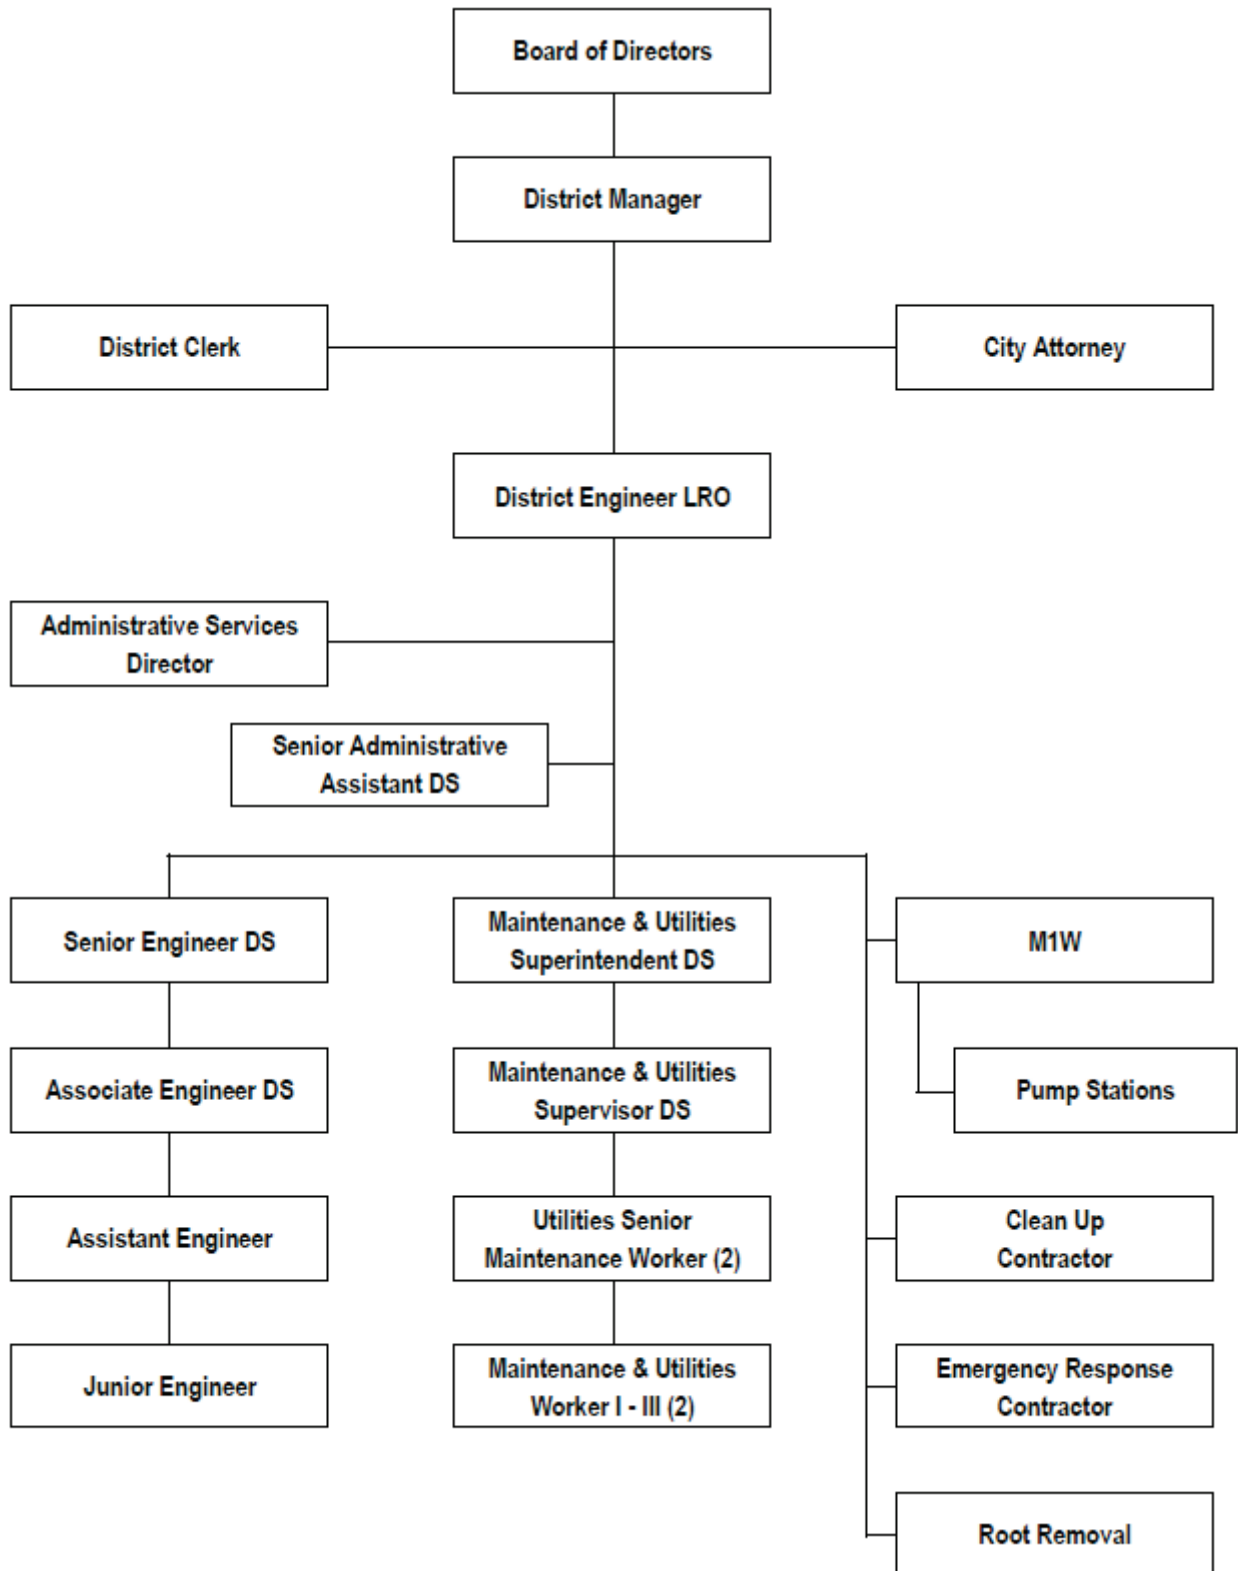 Board of Directors
District Manager
District Clerk
City Attorney
District Engineer LRO
Administrative Services
Director
Senior Administrative
Assistant DS
Senior Engineer DS
Maintenance & Utilities
Superintendent DS
M1W
Associate Engineer DS
Maintenance & Utilities
Supervisor DS
Pump Stations
Assistant Engineer
Utilities Senior
Maintenance Worker (2)
Clean Up
Contractor
Junior Engineer
Maintenance & Utilities
Worker I - III (2)
Emergency Response
Contractor
Root Removal